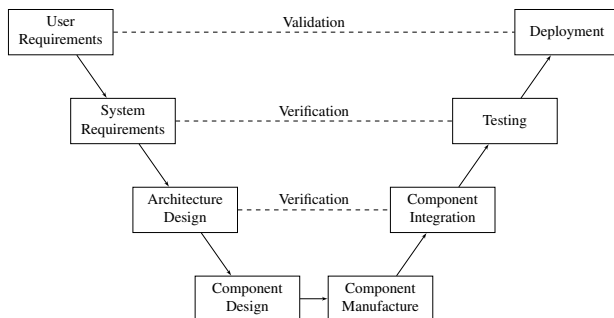 User
Requirements
Validation
Deployment
System
Requirements
Verification
Testing
Architecture
Design
Verification
Component
Integration
Component
Design
Component
Manufacture